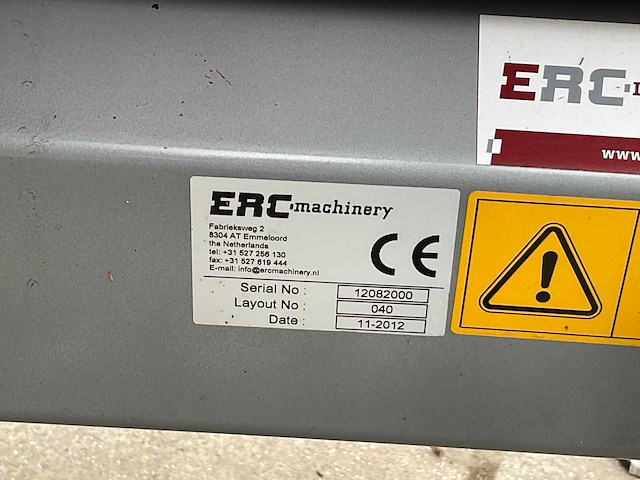 ERC
www.
ERC machinery
Fabrieksweg 2
8304 AT Emmeloord
the Netherlands
tel: +31 527 256 130
fax: +31 527 619 444
E-mail: info@ercmachinery.nl
CE
Serial No : 12082000
Layout No : 040
Date : 11-2012